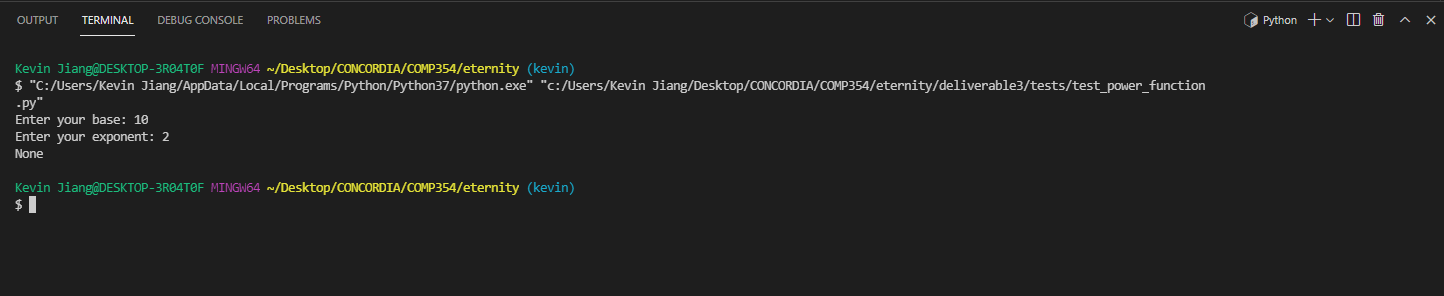 OUTPUT TERMINAL DEBUG CONSOLE PROBLEMS Python
Kevin Jiang@DESKTOP-3R04T0F MINGW64 ~/Desktop/CONCORDIA/COMP354/eternity (kevin)
$ "C:/Users/Kevin Jiang/AppData/Local/Programs/Python/Python37/python.exe" "c:/Users/Kevin Jiang/Desktop/CONCORDIA/COMP354/eternity/deliverable3/tests/test_power_function
.py"
Enter your base: 10
Enter your exponent: 2
None
Kevin Jiang@DESKTOP-3R04T0F MINGW64 ~/Desktop/CONCORDIA/COMP354/eternity (kevin)
$